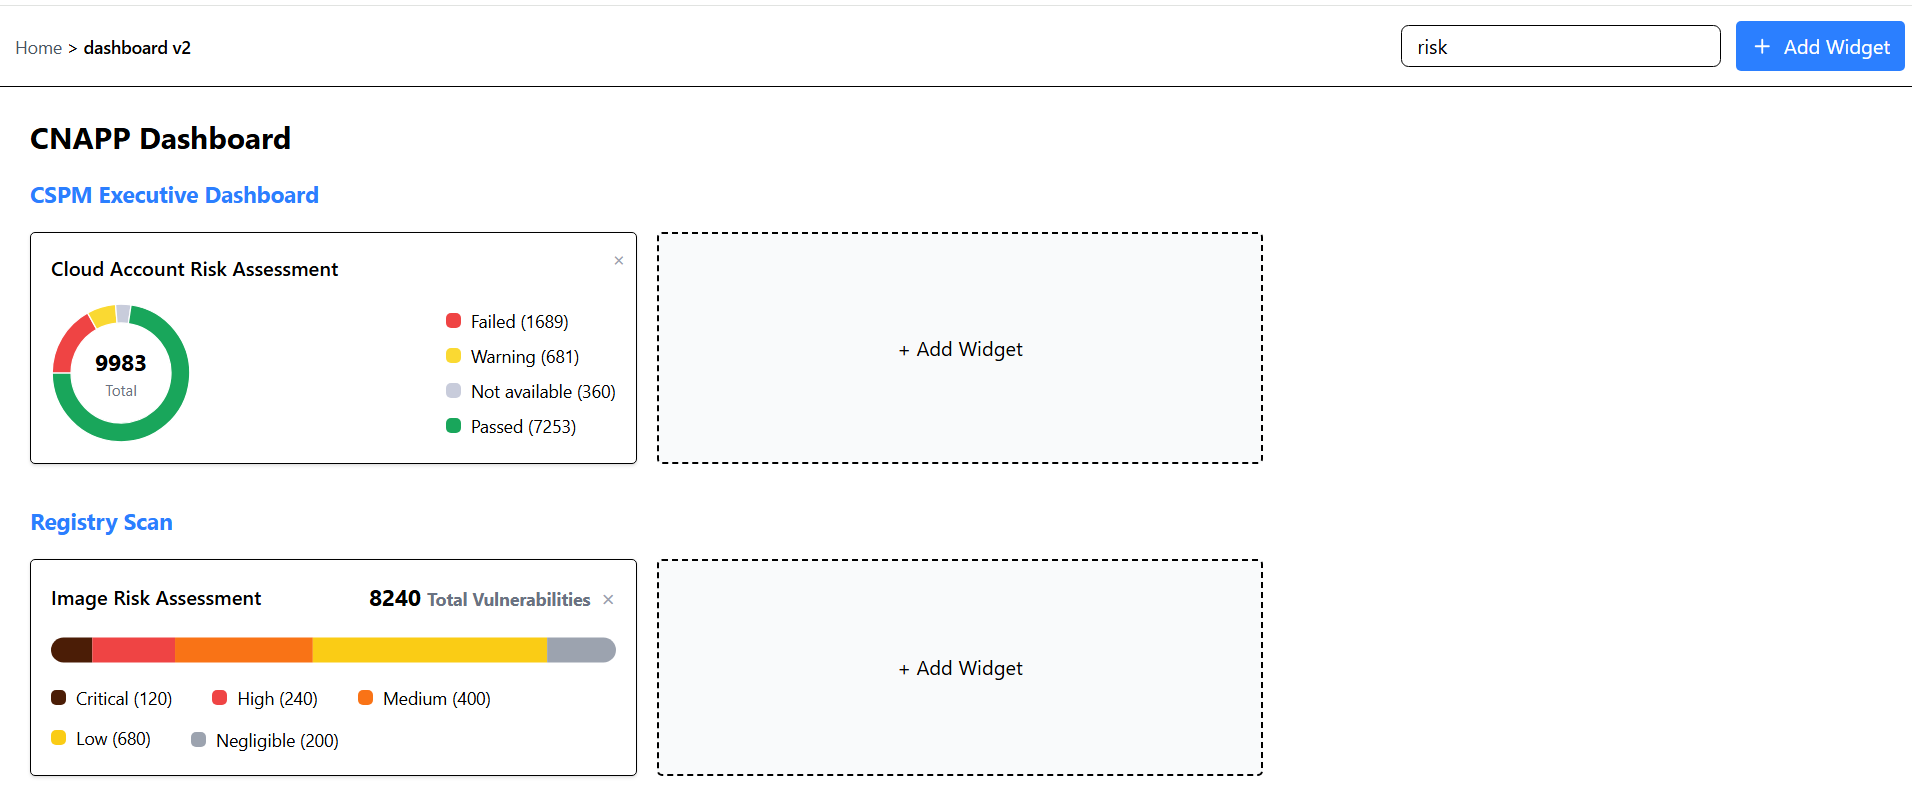 Home > dashboard v2
risk
+ Add Widget
CNAPP Dashboard
CSPM Executive Dashboard
Cloud Account Risk Assessment
×
9983
Total
Failed (1689)
Warning (681)
Not available (360)
Passed (7253)
+ Add Widget
Registry Scan
Image Risk Assessment
8240 Total Vulnerabilities ×
Critical (120)
High (240)
Medium (400)
Low (680)
Negligible (200)
+ Add Widget